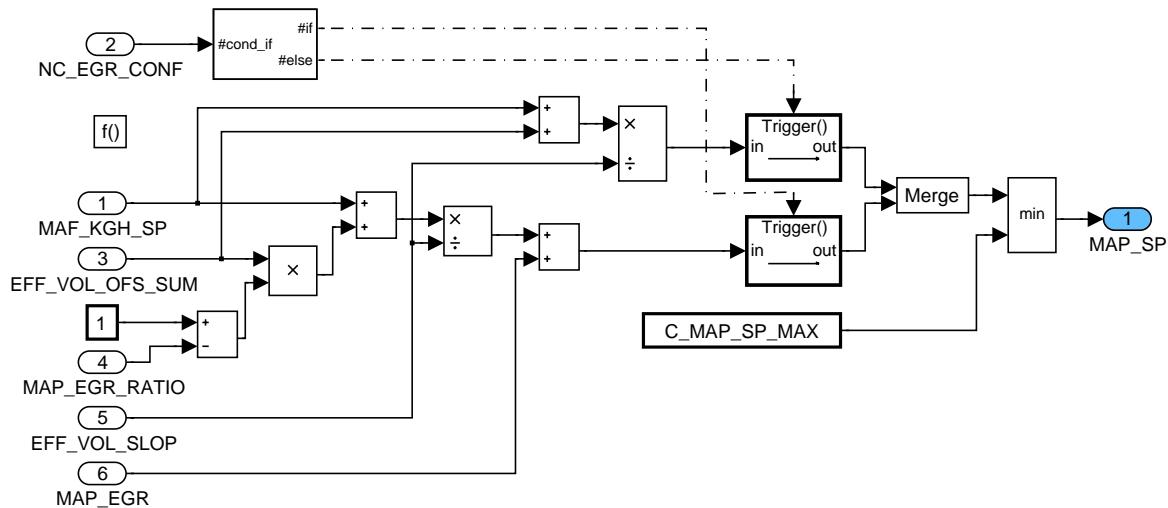 #if
2
#cond_if
#else
NC_EGR_CONF
f()
+
+
×
÷
Trigger()
in
out
1
MAF_KGH_SP
+
+
×
÷
Merge
min
1
MAP_SP
3
EFF_VOL_OFS_SUM
×
+
+
Trigger()
in
out
1
+
−
C_MAP_SP_MAX
4
MAP_EGR_RATIO
5
EFF_VOL_SLOP
6
MAP_EGR